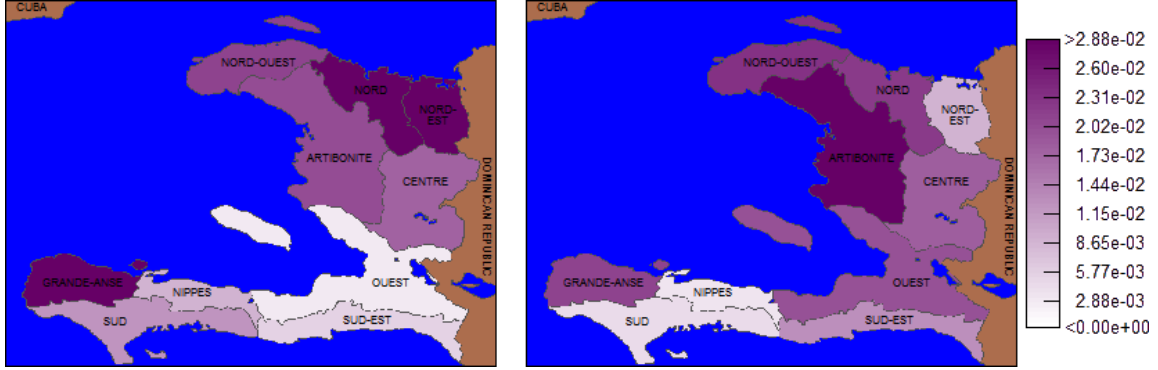 CUBA
NORD-OUEST
NORD
NORD-
EST
ARTIBONITE
CENTRE
DOMINICAN REPUBLIC
GRANDE-ANSE
NIPPES
OUEST
SUD
SUD-EST
CUBA
NORD-OUEST
NORD
NORD-
EST
ARTIBONITE
CENTRE
DOMINICAN REPUBLIC
GRANDE-ANSE
NIPPES
OUEST
SUD
SUD-EST
>2.88e-02
2.60e-02
2.31e-02
2.02e-02
1.73e-02
1.44e-02
1.15e-02
8.65e-03
5.77e-03
2.88e-03
<0.00e+00